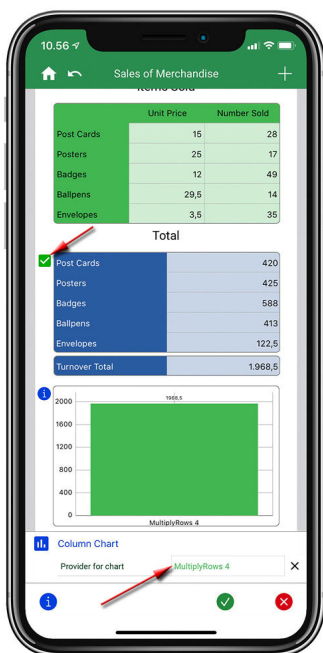 10.56
Sales of Merchandise
Items Sold
Unit Price Number Sold
Post Cards 15 28
Posters 25 17
Badges 12 49
Ballpens 29,5 14
Envelopes 3,5 35
Total
Post Cards 420
Posters 425
Badges 588
Ballpens 413
Envelopes 122,5
Turnover Total 1.968,5
i
2000
1968,5
1600
1200
800
400
0
MultiplyRows 4
Column Chart
Provider for chart MultiplyRows 4
i